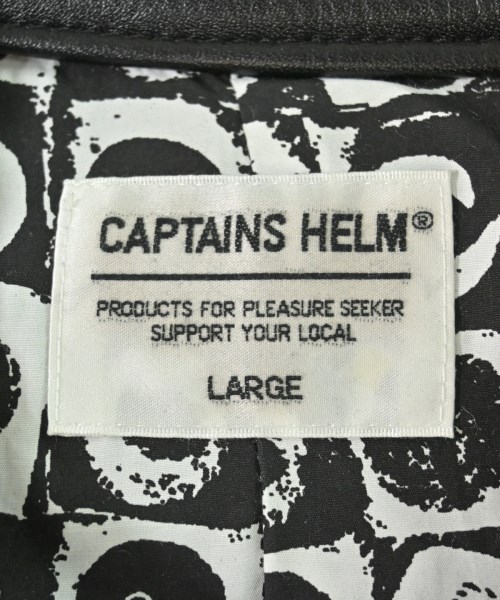 CAPTAINS HELM®
PRODUCTS FOR PLEASURE SEEKER
SUPPORT YOUR LOCAL
LARGE